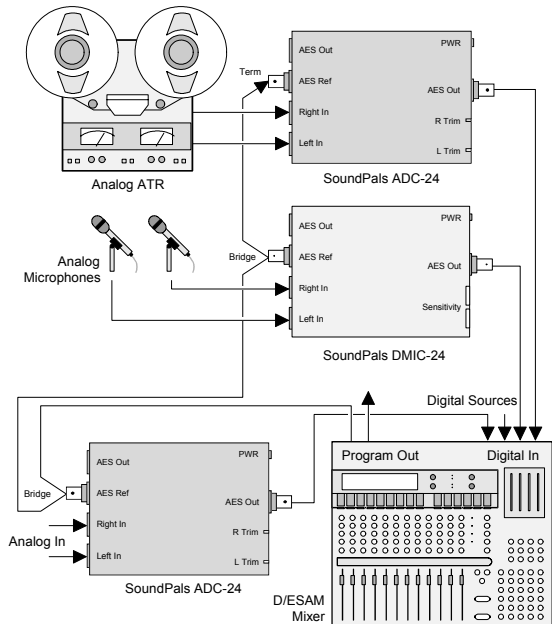 AES Out
PWR
Term
AES Ref
AES Out
Right In
R Trim
Left In
L Trim
Analog ATR
SoundPals ADC-24
AES Out
PWR
Analog
Microphones
Bridge
AES Ref
AES Out
Right In
Sensitivity
Left In
SoundPals DMIC-24
Digital Sources
Program Out
Digital In
AES Out
PWR
Bridge
AES Ref
AES Out
Right In
Analog In
R Trim
Left In
L Trim
SoundPals ADC-24
D/ESAM
Mixer